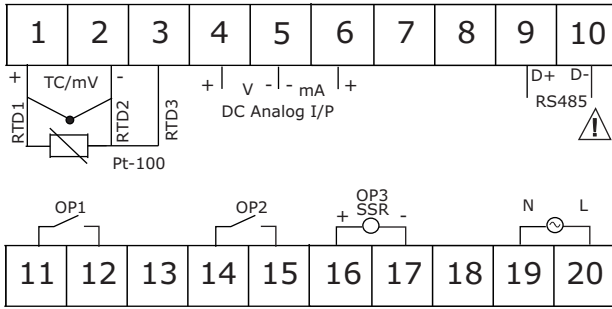 1 2 3 4 5 6 7 8 9 10
+ TC/mV - + V - - mA + D+ D-
DC Analog I/P RS485
RTD1 RTD2 RTD3
Pt-100
OP1 OP2 + OP3 SSR - N L
11 12 13 14 15 16 17 18 19 20